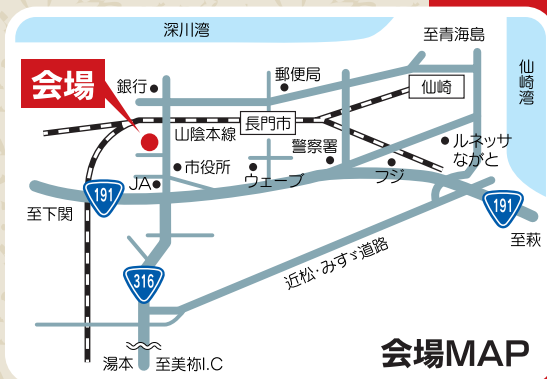 深川湾
至青海島
仙崎湾
会場
銀行
郵便局
仙崎
山陰本線
長門市
警察署
ルネッサ
ながと
市役所
JA
ウェーブ
フジ
191
191
至下関
至萩
近松・みすゞ道路
316
湯本
至美祢I.C
会場MAP